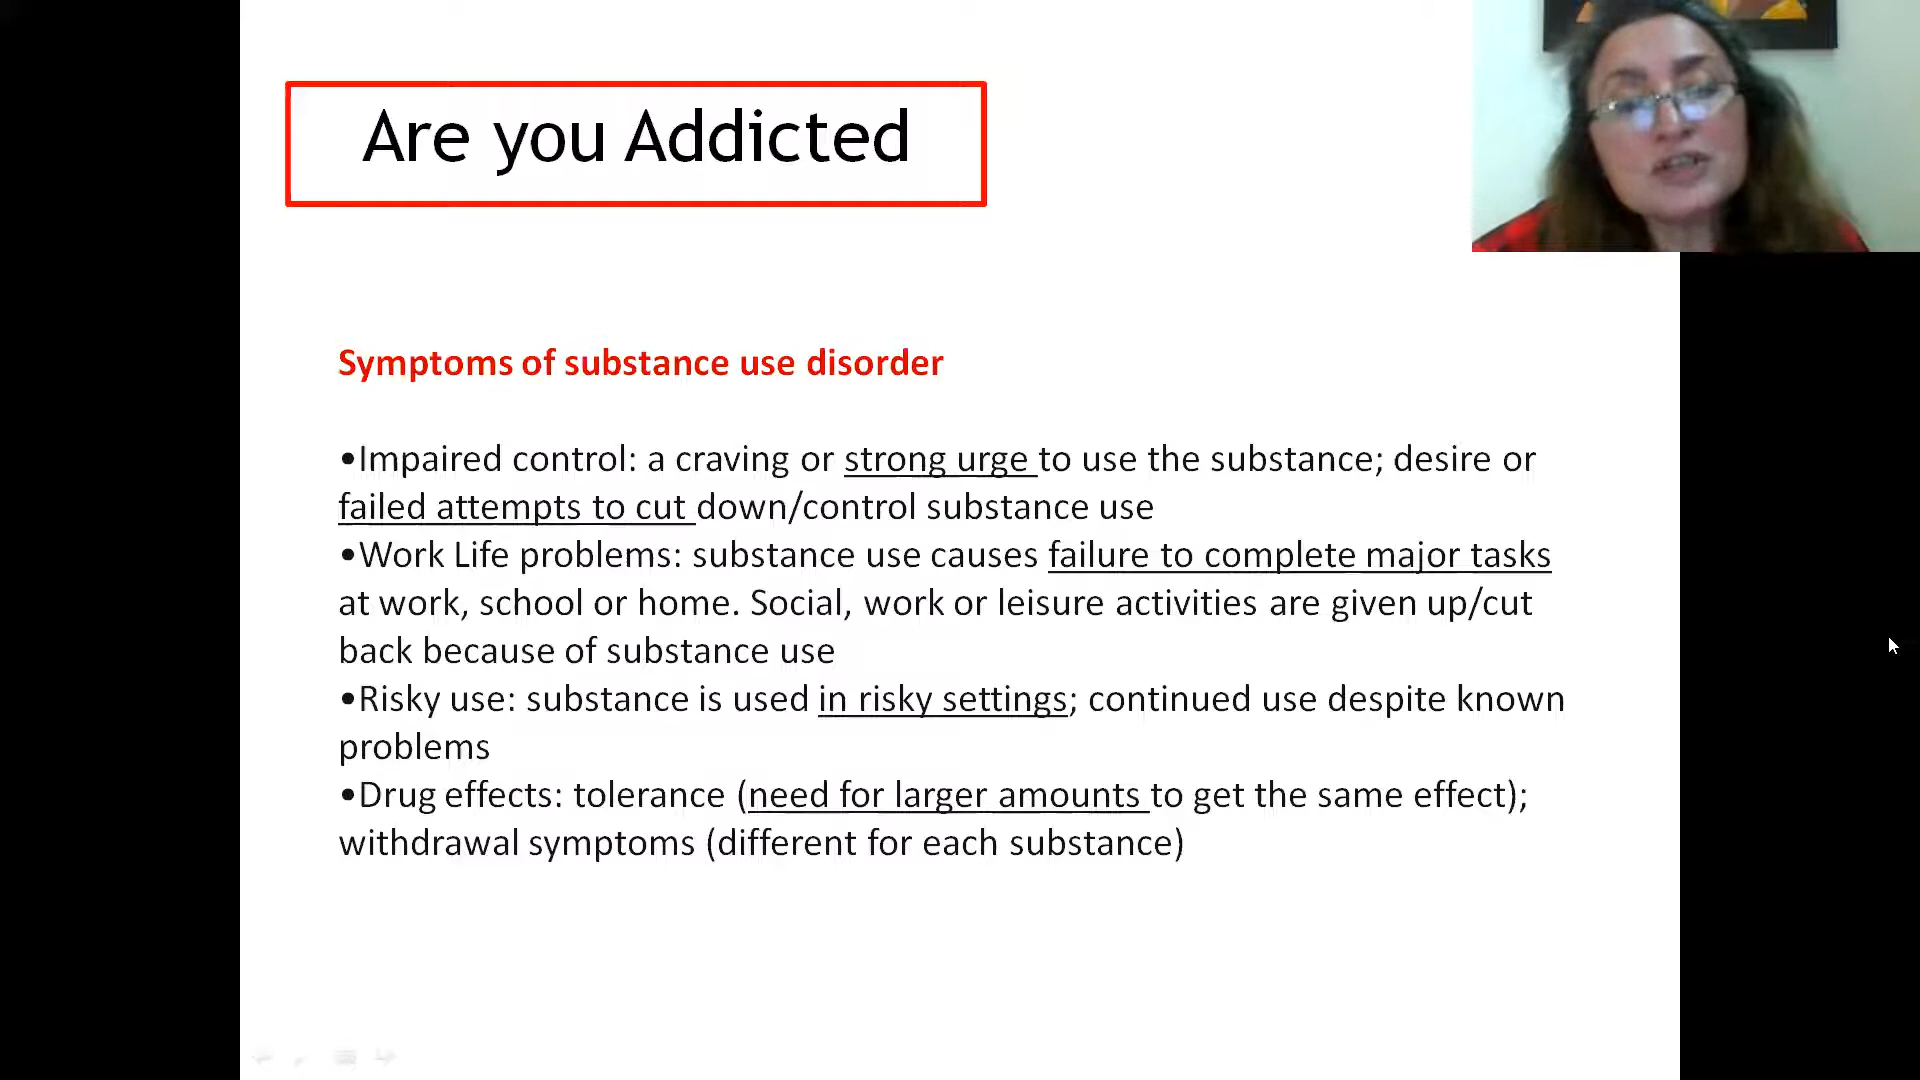 Are you Addicted
Symptoms of substance use disorder
•Impaired control: a craving or strong urge to use the substance; desire or
failed attempts to cut down/control substance use
•Work Life problems: substance use causes failure to complete major tasks
at work, school or home. Social, work or leisure activities are given up/cut
back because of substance use
•Risky use: substance is used in risky settings; continued use despite known
problems
•Drug effects: tolerance (need for larger amounts to get the same effect);
withdrawal symptoms (different for each substance)